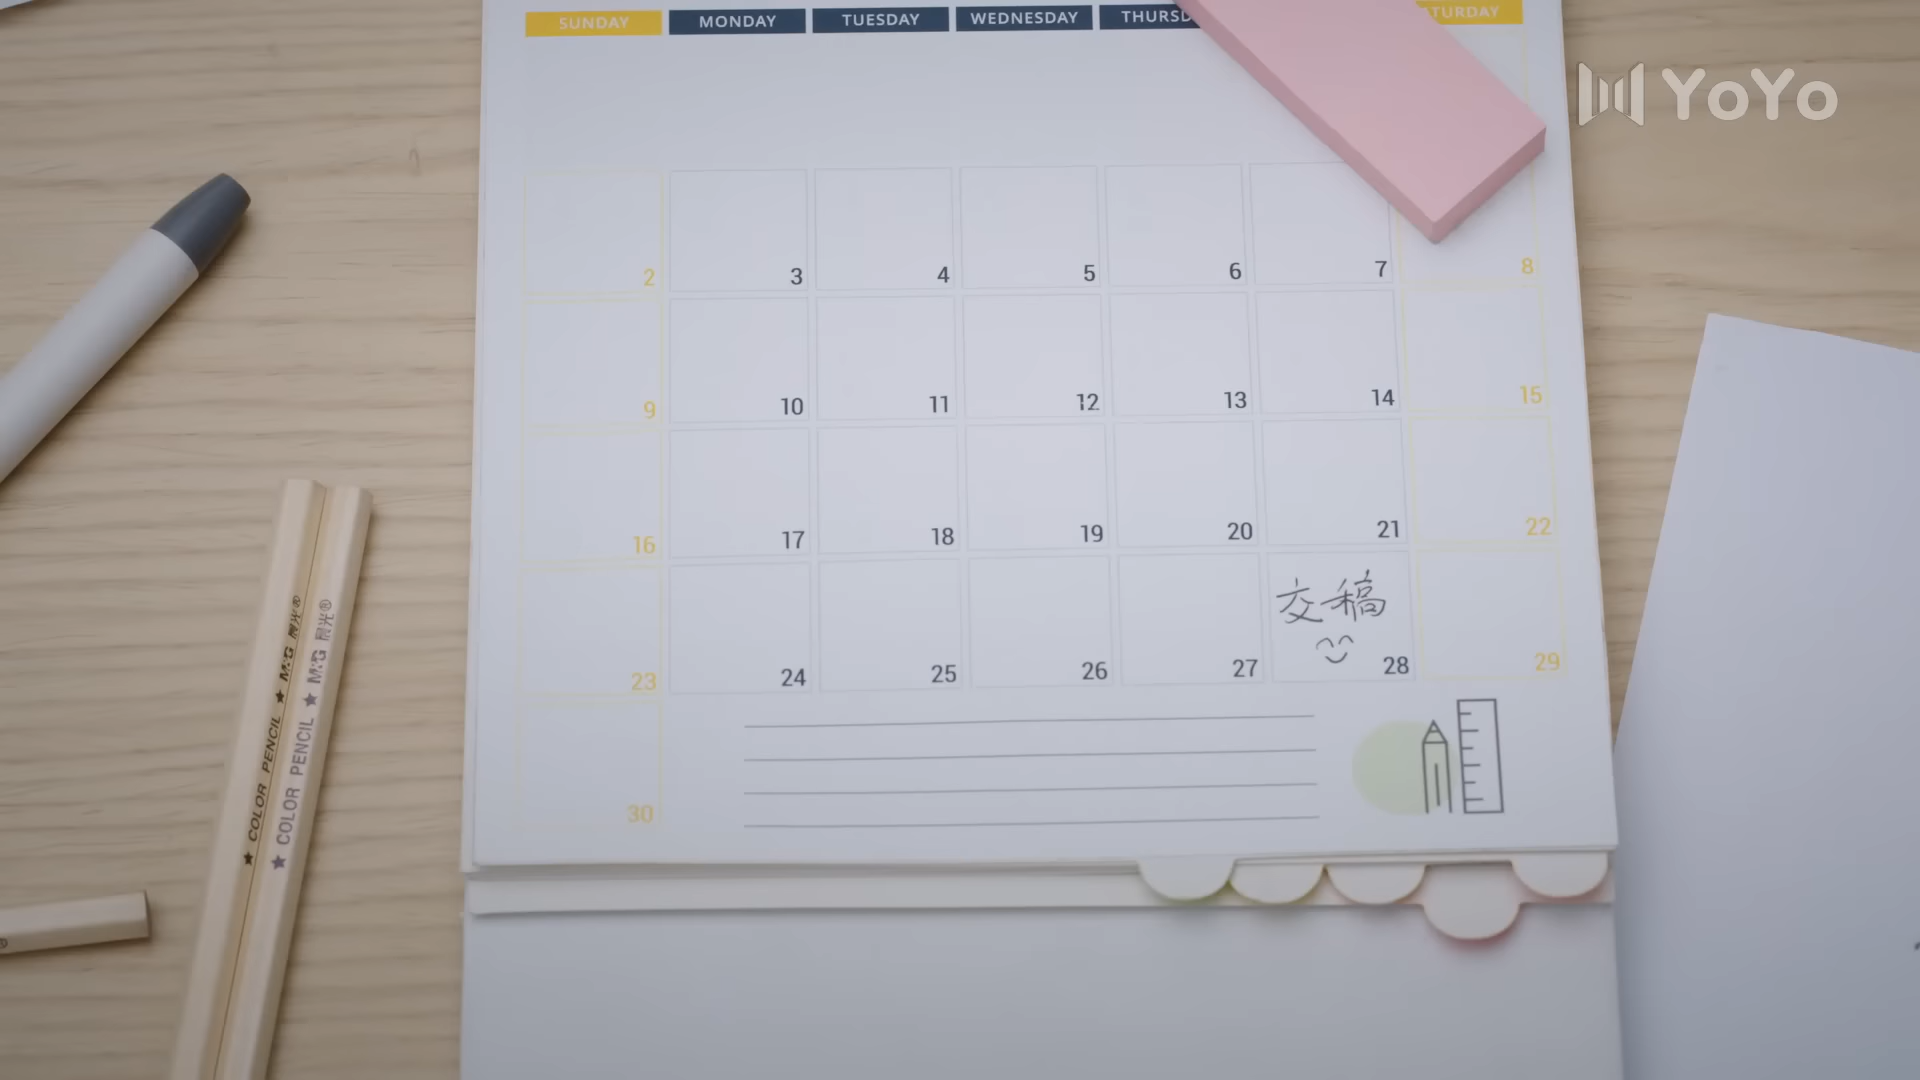 SUNDAY MONDAY TUESDAY WEDNESDAY THURSD TURDAY
YoYo
2 3 4 5 6 7 8
9 10 11 12 13 14 15
16 17 18 19 20 21 22
交稿
23 24 25 26 27 28 29
30
★ COLOR PENCIL ★ M&G 晨光®
★ COLOR PENCIL ★ M&G 晨光®